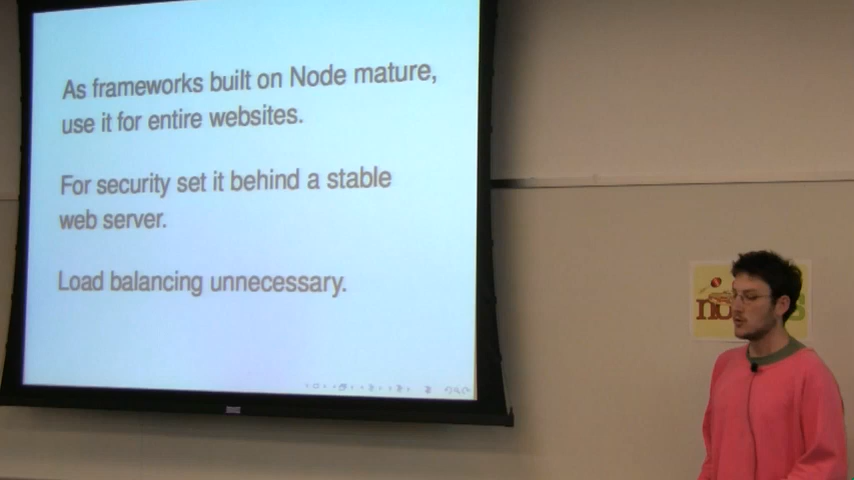 As frameworks built on Node mature,
use it for entire websites.
For security set it behind a stable
web server.
Load balancing unnecessary.